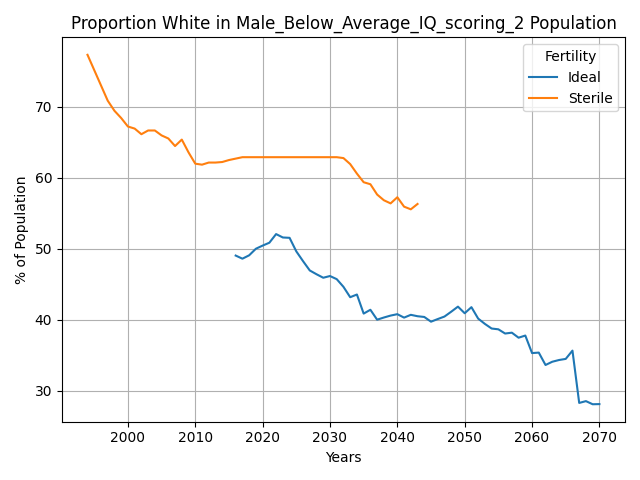 Proportion White in Male_Below_Average_IQ_scoring_2 Population
Fertility
Ideal
Sterile
% of Population
70
60
50
40
30
2000 2010 2020 2030 2040 2050 2060 2070
Years